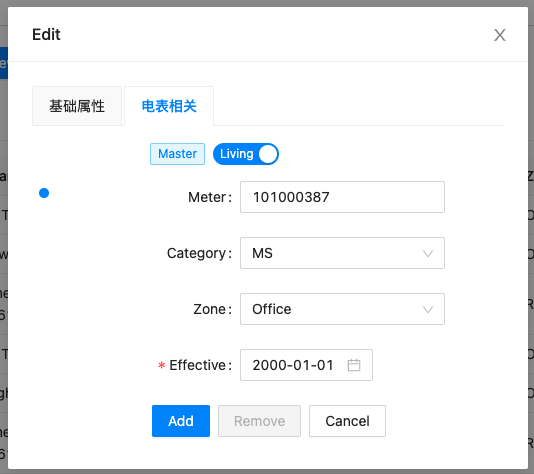 Edit
基础属性
电表相关
Master
Living
Meter:
101000387
Category:
MS
Zone:
Office
* Effective:
2000-01-01
Add
Remove
Cancel